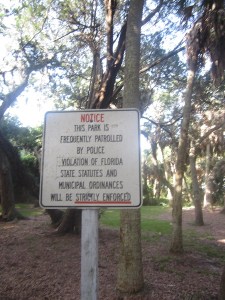 NOTICE
THIS PARK IS
FREQUENTLY PATROLLED
BY POLICE
VIOLATION OF FLORIDA
STATE STATUTES AND
MUNICIPAL ORDINANCES
WILL BE STRICTLY ENFORCED